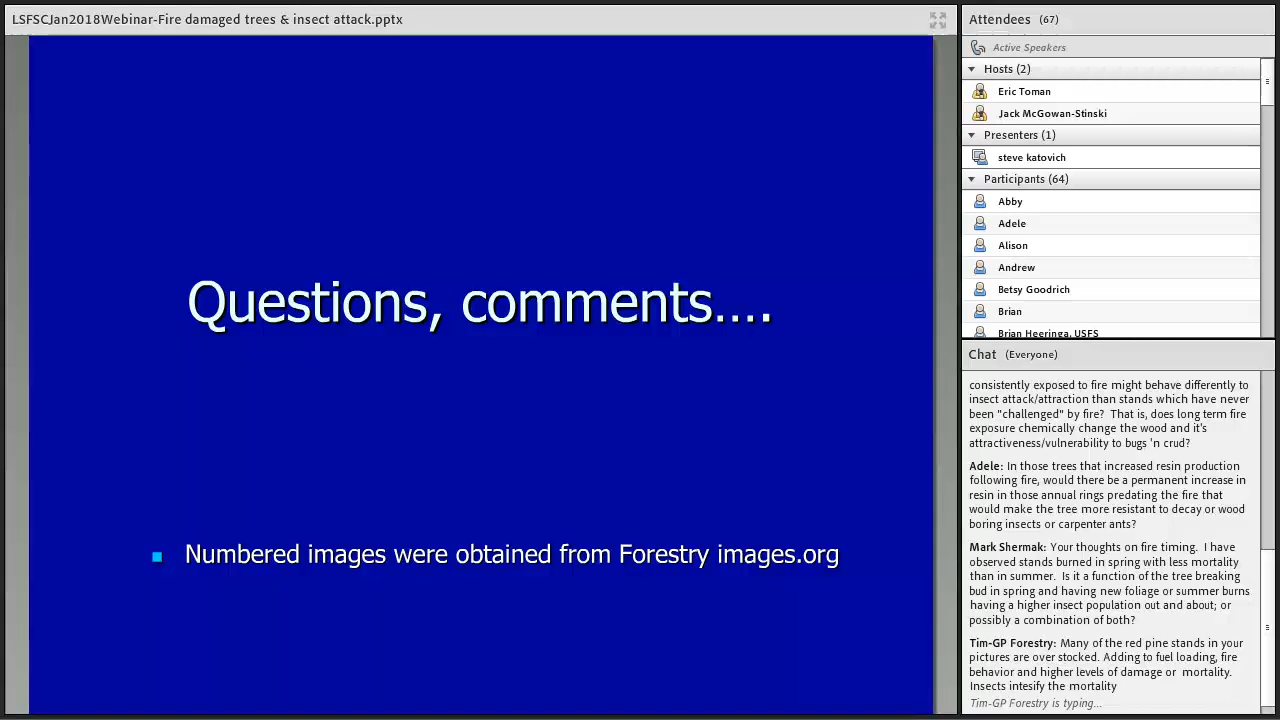 LSFSCJan2018Webinar-Fire damaged trees & insect attack.pptx
Questions, comments....
Numbered images were obtained from Forestry images.org
Attendees (67)
Active Speakers
Hosts (2)
Eric Toman
Jack McGowan-Stinski
Presenters (1)
steve katovich
Participants (64)
Abby
Adele
Alison
Andrew
Betsy Goodrich
Brian
Brian Heeringa, USFS
Chat (Everyone)
consistently exposed to fire might behave differently to
insect attack/attraction than stands which have never
been "challenged" by fire? That is, does long term fire
exposure chemically change the wood and it's
attractiveness/vulnerability to bugs 'n crud?
Adele: In those trees that increased resin production
following fire, would there be a permanent increase in
resin in those annual rings predating the fire that
would make the tree more resistant to decay or wood
boring insects or carpenter ants?
Mark Shermak: Your thoughts on fire timing. I have
observed stands burned in spring with less mortality
than in summer. Is it a function of the tree breaking
bud in spring and having new foliage or summer burns
having a higher insect population out and about; or
possibly a combination of both?
Tim-GP Forestry: Many of the red pine stands in your
pictures are over stocked. Adding to fuel loading, fire
behavior and higher levels of damage or mortality.
Insects intesify the mortality
Tim-GP Forestry is typing...